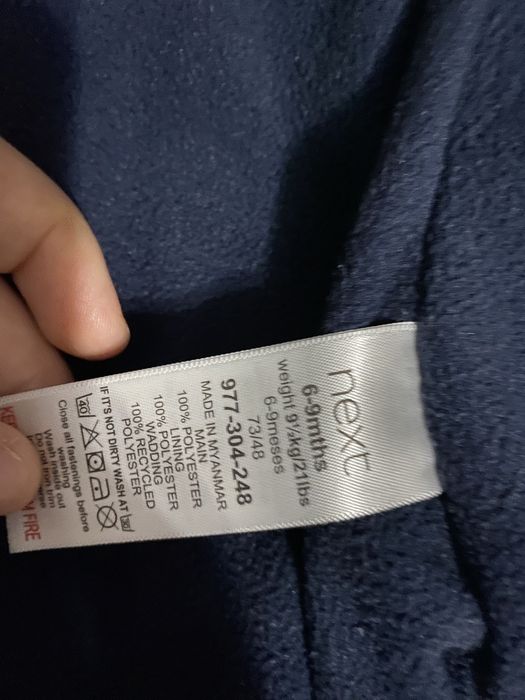 next
6-9mths
weight 9½kg/21lbs
6-9meses
73/48
977-304-248
MADE IN MYANMAR
MAIN
100% POLYESTER
LINING
100% POLYESTER
WADDING
100% RECYCLED
POLYESTER
IF IT'S NOT DIRTY WASH AT 30
40
Close all fastenings before
washing
Wash inside out
Do not iron trim
FIRE